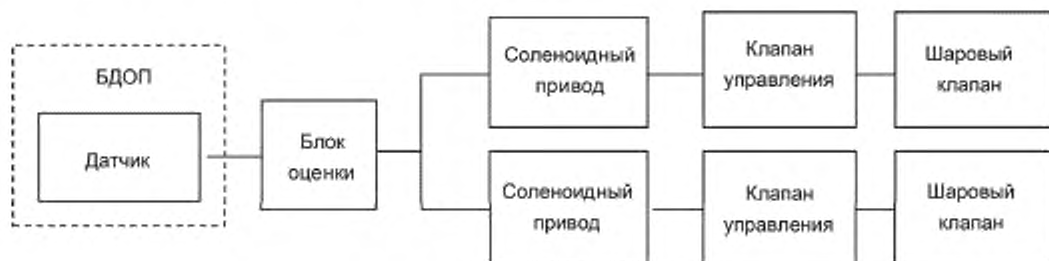 БДОП
Датчик
Блок
оценки
Соленоидный
привод
Клапан
управления
Шаровый
клапан
Соленоидный
привод
Клапан
управления
Шаровый
клапан